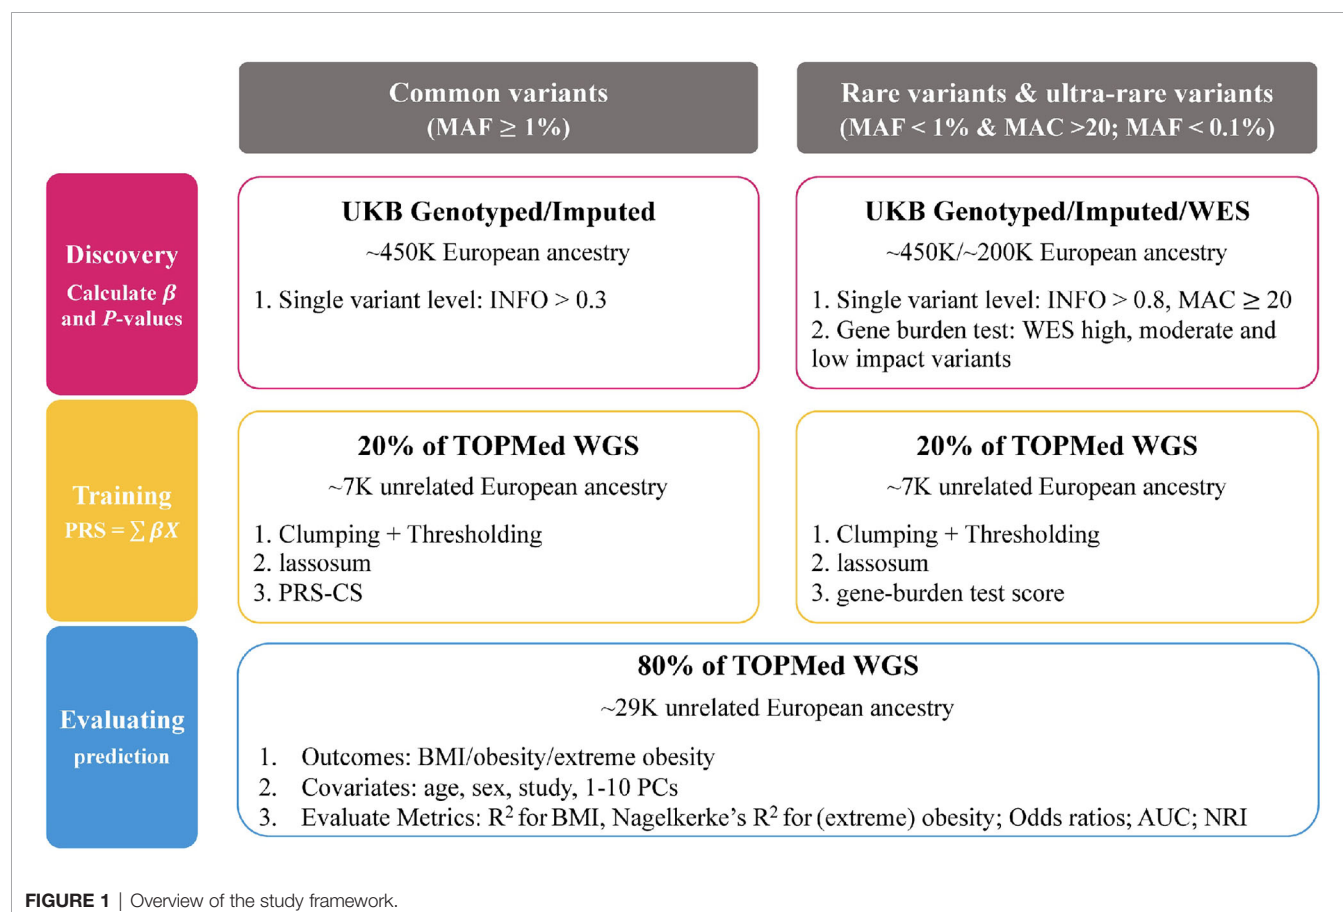 Common variants
(MAF ≥ 1%)
Rare variants & ultra-rare variants
(MAF < 1% & MAC >20; MAF < 0.1%)
Discovery
Calculate β
and P-values
UKB Genotyped/Imputed
~450K European ancestry
1. Single variant level: INFO > 0.3
UKB Genotyped/Imputed/WES
~450K/~200K European ancestry
1. Single variant level: INFO > 0.8, MAC ≥ 20
2. Gene burden test: WES high, moderate and
low impact variants
Training
PRS = ∑ βX
20% of TOPMed WGS
~7K unrelated European ancestry
1. Clumping + Thresholding
2. lassosum
3. PRS-CS
20% of TOPMed WGS
~7K unrelated European ancestry
1. Clumping + Thresholding
2. lassosum
3. gene-burden test score
Evaluating
prediction
80% of TOPMed WGS
~29K unrelated European ancestry
1. Outcomes: BMI/obesity/extreme obesity
2. Covariates: age, sex, study, 1-10 PCs
3. Evaluate Metrics: R² for BMI, Nagelkerke's R² for (extreme) obesity; Odds ratios; AUC; NRI
FIGURE 1 | Overview of the study framework.